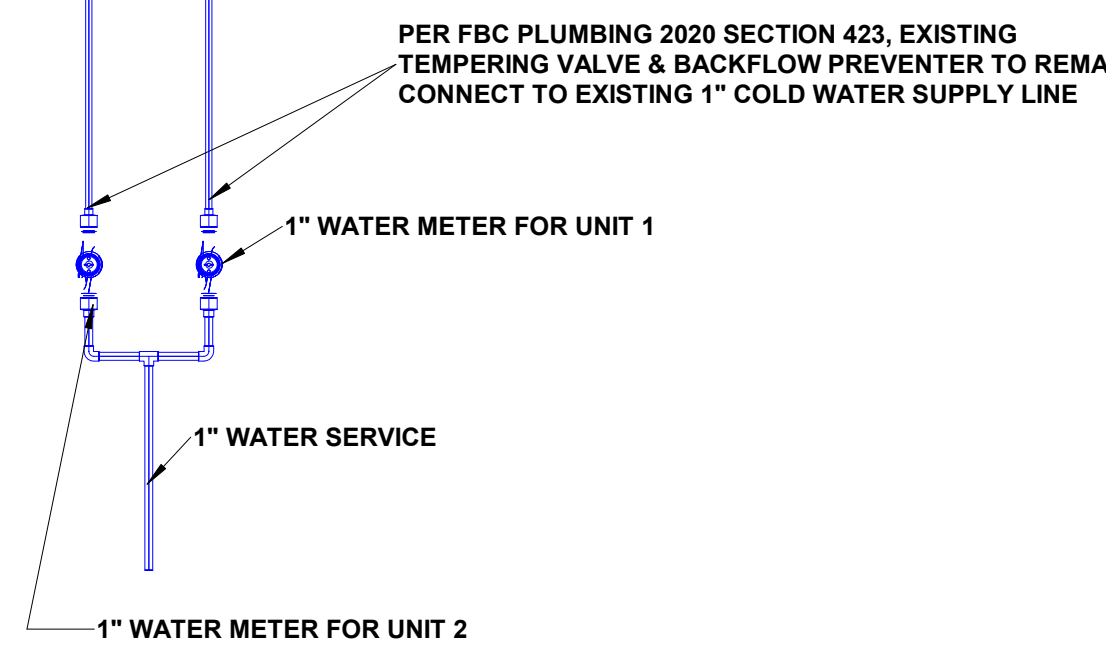 PER FBC PLUMBING 2020 SECTION 423, EXISTING
TEMPERING VALVE & BACKFLOW PREVENTER TO REMA
CONNECT TO EXISTING 1" COLD WATER SUPPLY LINE
1" WATER METER FOR UNIT 1
1" WATER SERVICE
1" WATER METER FOR UNIT 2